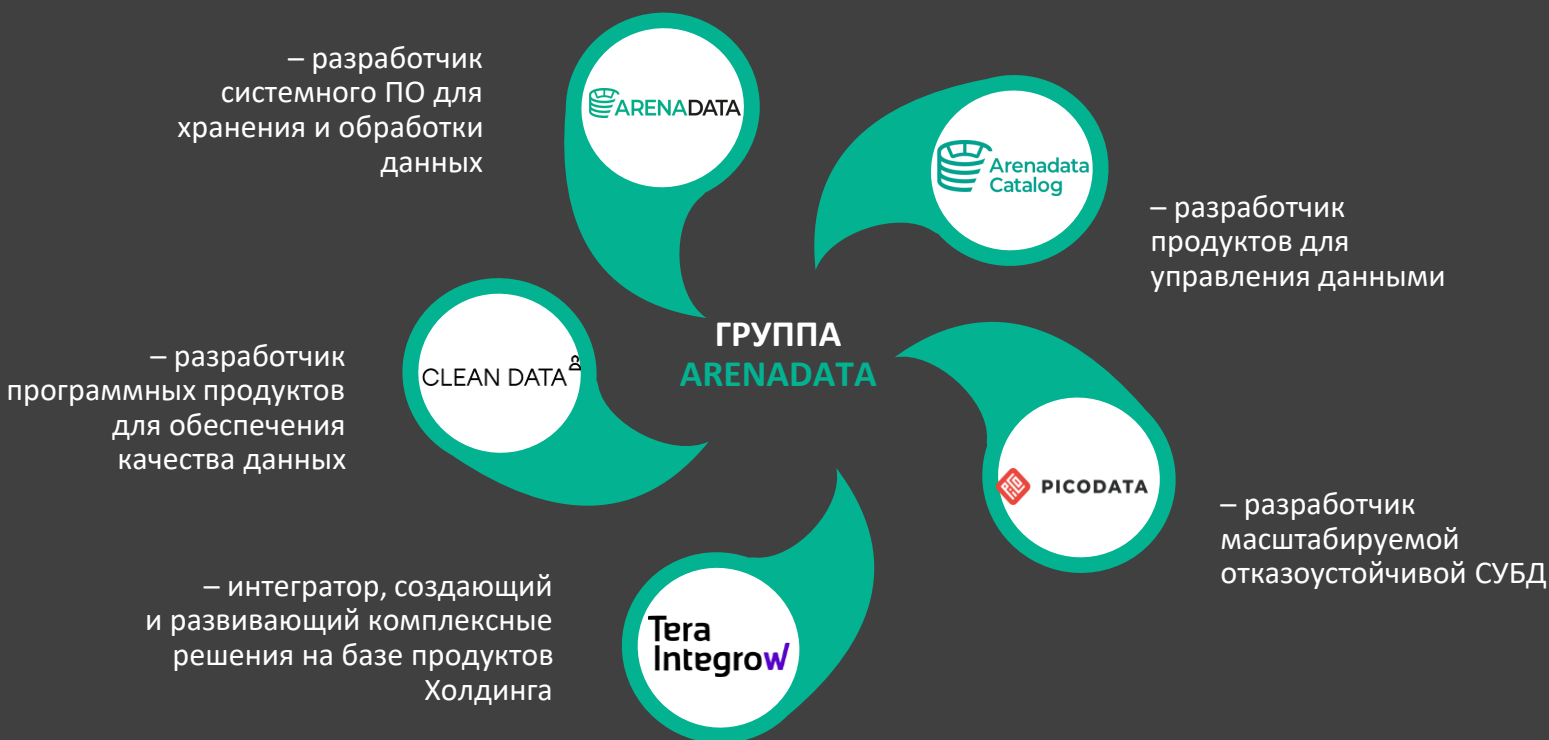 – разработчик
системного ПО для
хранения и обработки
данных
ARENADATA
Arenadata
Catalog
– разработчик
продуктов для
управления данными
ГРУППА
ARENADATA
– разработчик
программных продуктов
для обеспечения
качества данных
CLEAN DATA
PICO
PICODATA
– разработчик
масштабируемой
отказоустойчивой СУБД
– интегратор, создающий
и развивающий комплексные
решения на базе продуктов
Холдинга
Tera
Integrow